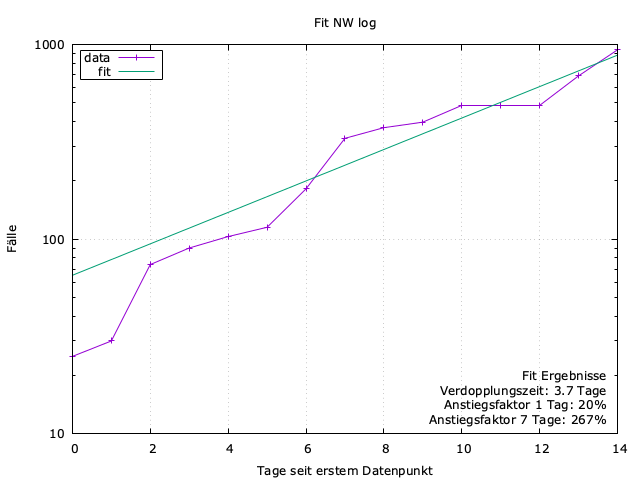 Fit NW log
1000
100
10
Fälle
data
fit
Fit Ergebnisse
Verdopplungszeit: 3.7 Tage
Anstiegsfaktor 1 Tag: 20%
Anstiegsfaktor 7 Tage: 267%
0 2 4 6 8 10 12 14
Tage seit erstem Datenpunkt